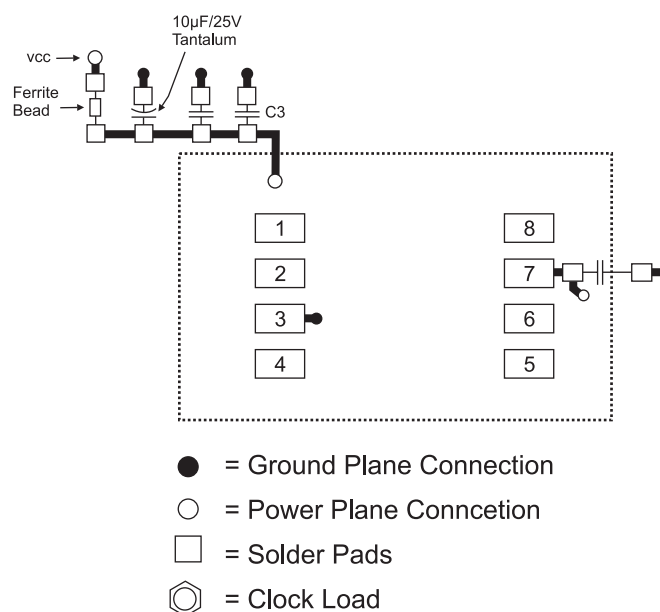 10µF/25V
Tantalum
vcc
Ferrite
Bead
C3
1
8
2
7
3
6
4
5
= Ground Plane Connection
= Power Plane Conncetion
= Solder Pads
= Clock Load